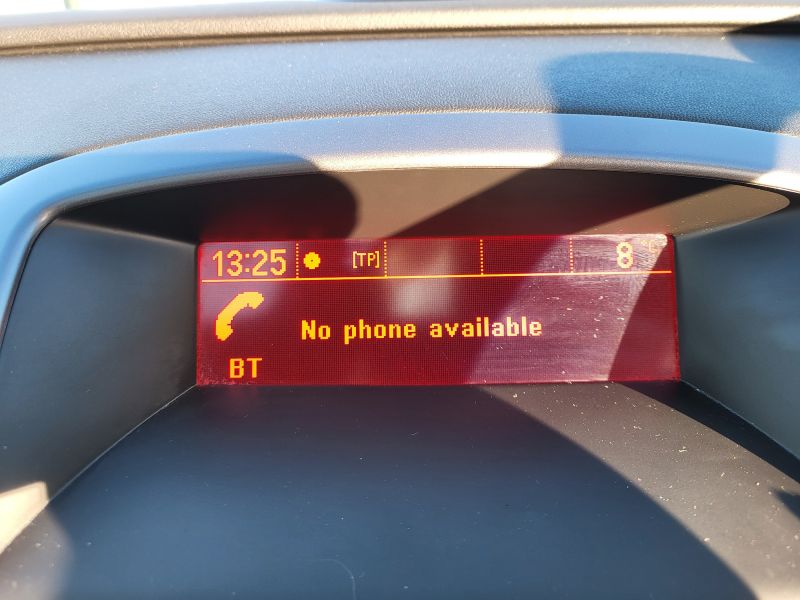 13:25 [TP] 8°C
No phone available
BT